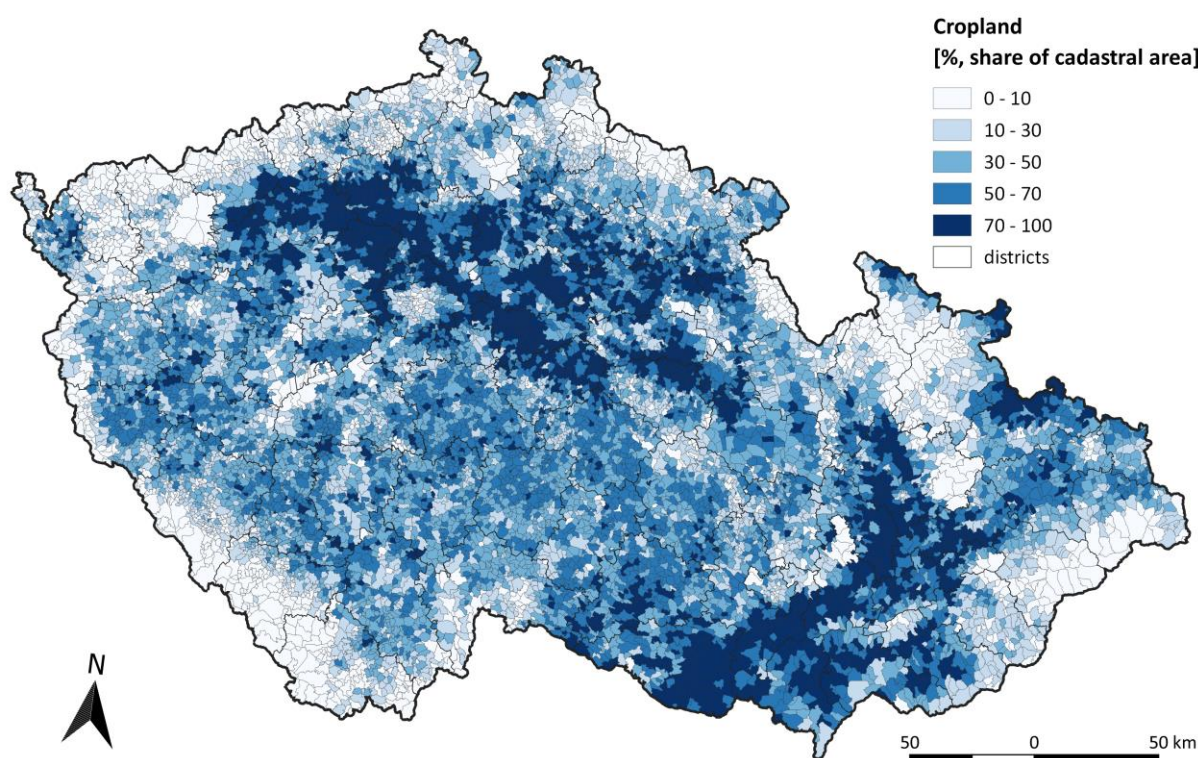 Cropland
[%, share of cadastral area]
0 - 10
10 - 30
30 - 50
50 - 70
70 - 100
districts
N
50 0 50 km